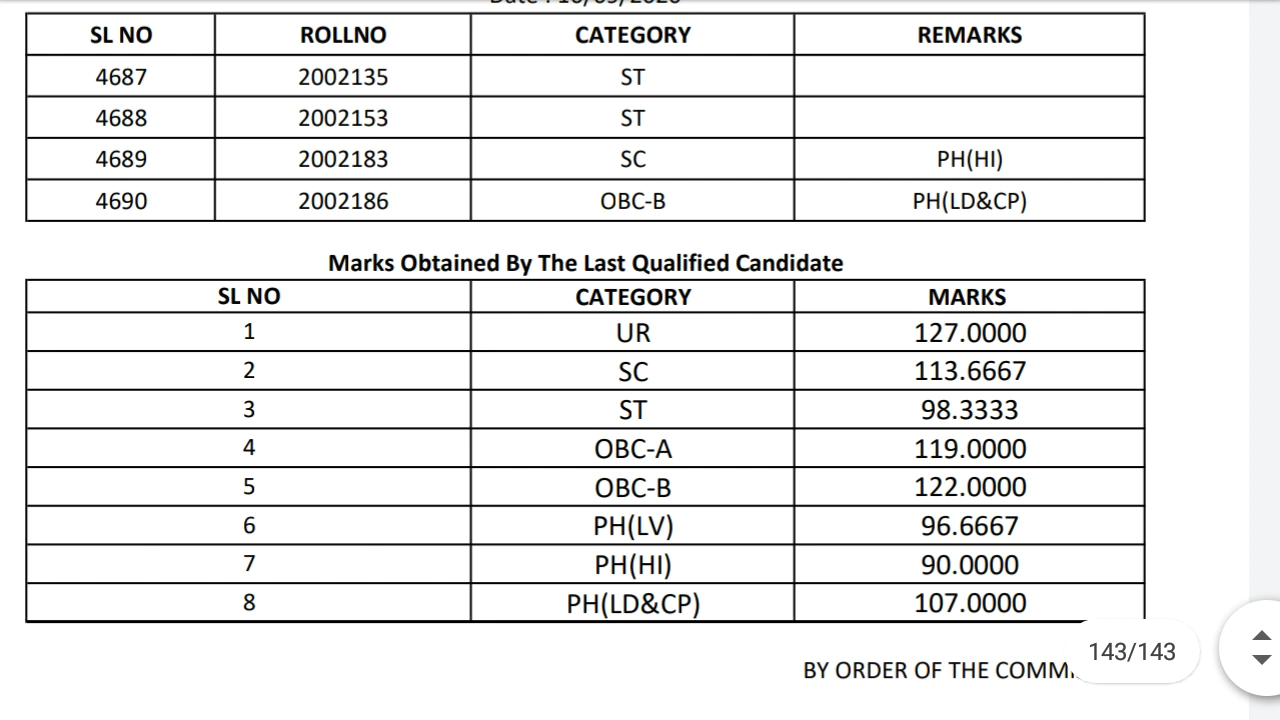 SL NO ROLLNO CATEGORY REMARKS
4687 2002135 ST
4688 2002153 ST
4689 2002183 SC PH(HI)
4690 2002186 OBC-B PH(LD&CP)
Marks Obtained By The Last Qualified Candidate
SL NO CATEGORY MARKS
1 UR 127.0000
2 SC 113.6667
3 ST 98.3333
4 OBC-A 119.0000
5 OBC-B 122.0000
6 PH(LV) 96.6667
7 PH(HI) 90.0000
8 PH(LD&CP) 107.0000
143/143
BY ORDER OF THE